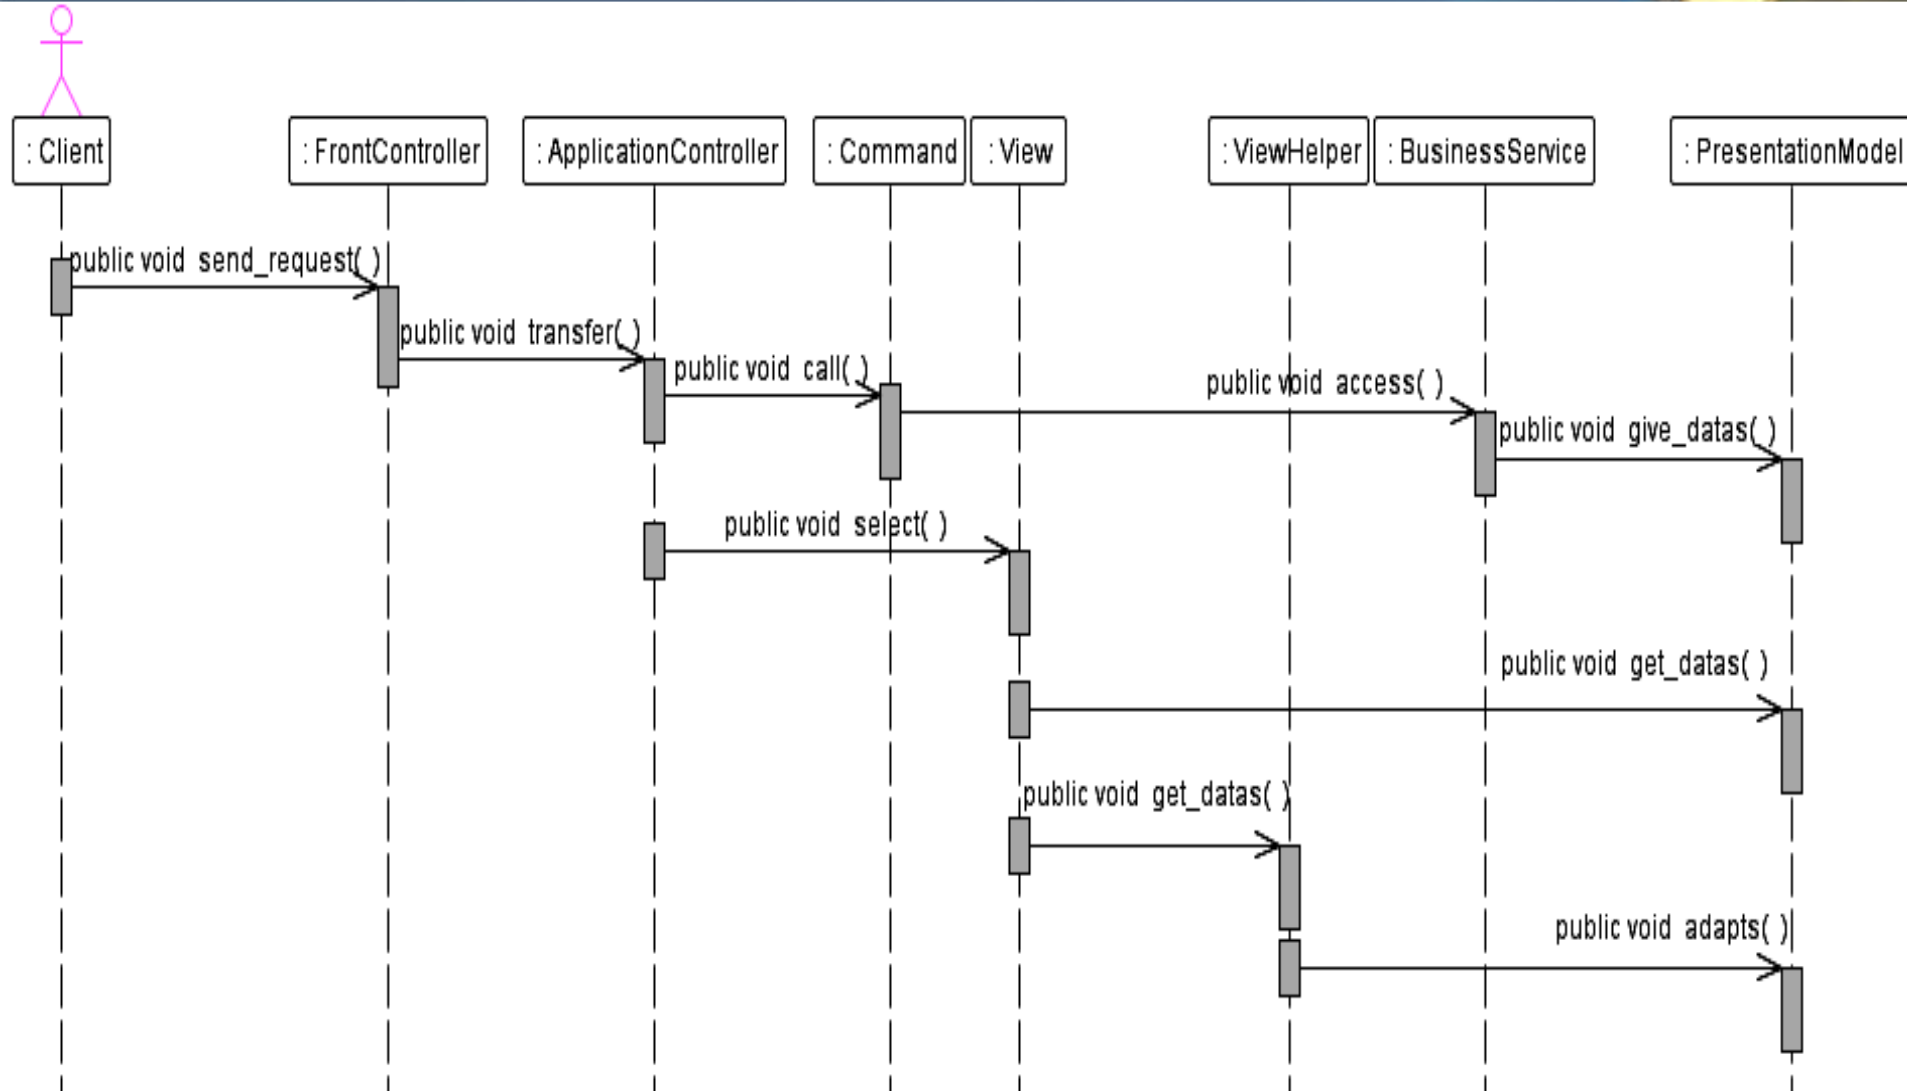 : Client
: FrontController
: ApplicationController
: Command
: View
: ViewHelper
: BusinessService
: PresentationModel
public void send_request( )
public void transfer( )
public void call( )
public void access( )
public void give_datas( )
public void select( )
public void get_datas( )
public void get_datas( )
public void adapts( )